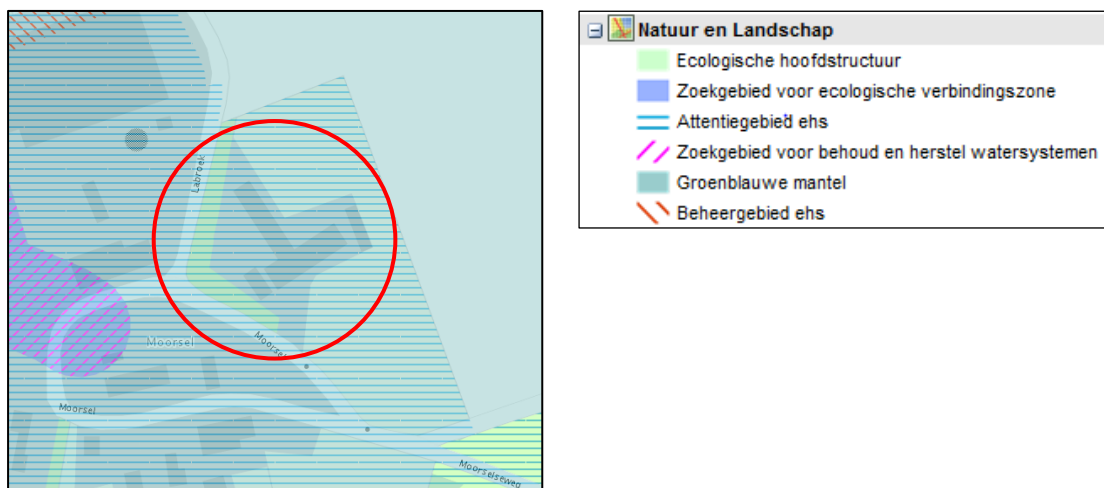 Labroek
Moorsel
Moorsel
Moorsel
Moorselseweg
Natuur en Landschap
Ecologische hoofdstructuur
Zoekgebied voor ecologische verbindingszone
Attentiegebied ehs
Zoekgebied voor behoud en herstel watersystemen
Groenblauwe mantel
Beheergebied ehs